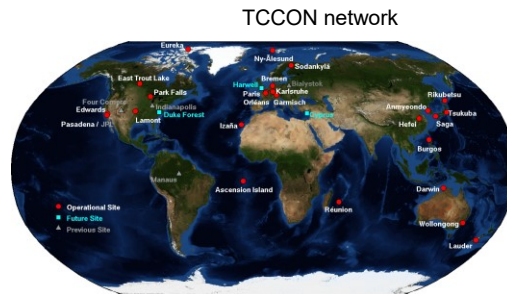 TCCON network
Eureka
Ny-Ålesund
Sodankylä
East Trout Lake
Bremen
Harwell
Bialystok
Park Falls
Paris
Karlsruhe
Rikubetsu
Four Corners
Indianapolis
Orléans
Garmisch
Anmyeondo
Edwards
Duke Forest
Cyprus
Tsukuba
Pasadena / JPL
Lamont
Izaña
Hefei
Saga
Burgos
Manaus
Ascension Island
Darwin
Réunion
Operational Site
Future Site
Wollongong
Previous Site
Lauder